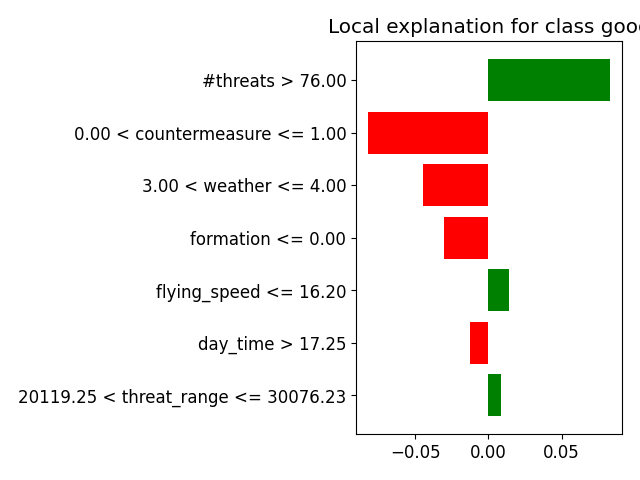 Local explanation for class goo
#threats > 76.00
0.00 < countermeasure <= 1.00
3.00 < weather <= 4.00
formation <= 0.00
flying_speed <= 16.20
day_time > 17.25
20119.25 < threat_range <= 30076.23
−0.05 0.00 0.05